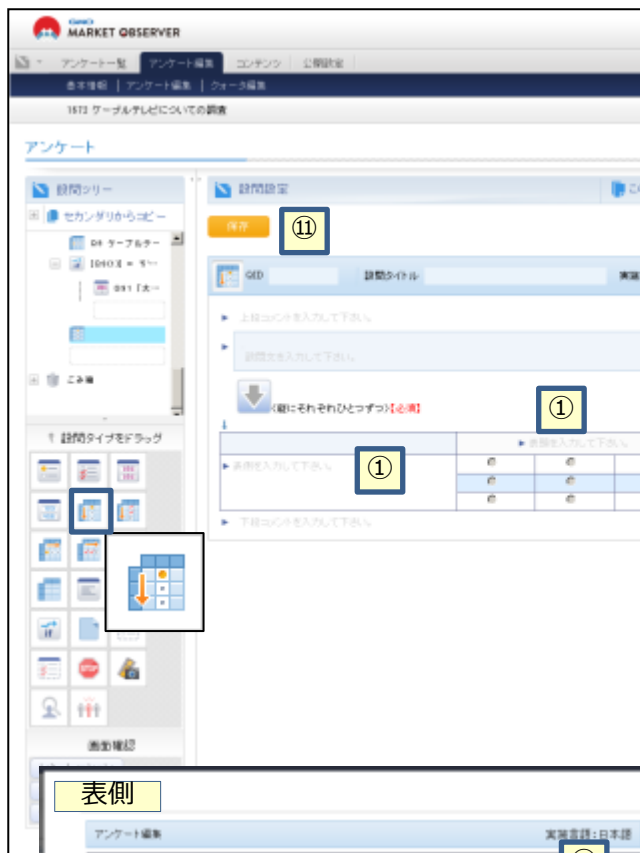 GMO
MARKET OBSERVER
アンケート一覧 アンケート編集 コンテンツ 公開設定
基本情報 | アンケート編集 | クォータ編集
1673 ケーブルテレビについての調査
アンケート
設問ツリー 設問設定
セカンダリからコピー
保存 ⑪
QID 設問タイトル
上段コメントを入力して下さい。
設問文を入力して下さい。
ごみ箱
(縦にそれぞれひとつずつ)【必須】
①
設問タイプをドラッグ
表頭を入力して下さい。
表側を入力して下さい。 ①
下段コメントを入力して下さい。
if
STOP
画面確認
表側
アンケート編集 実施言語:日本語